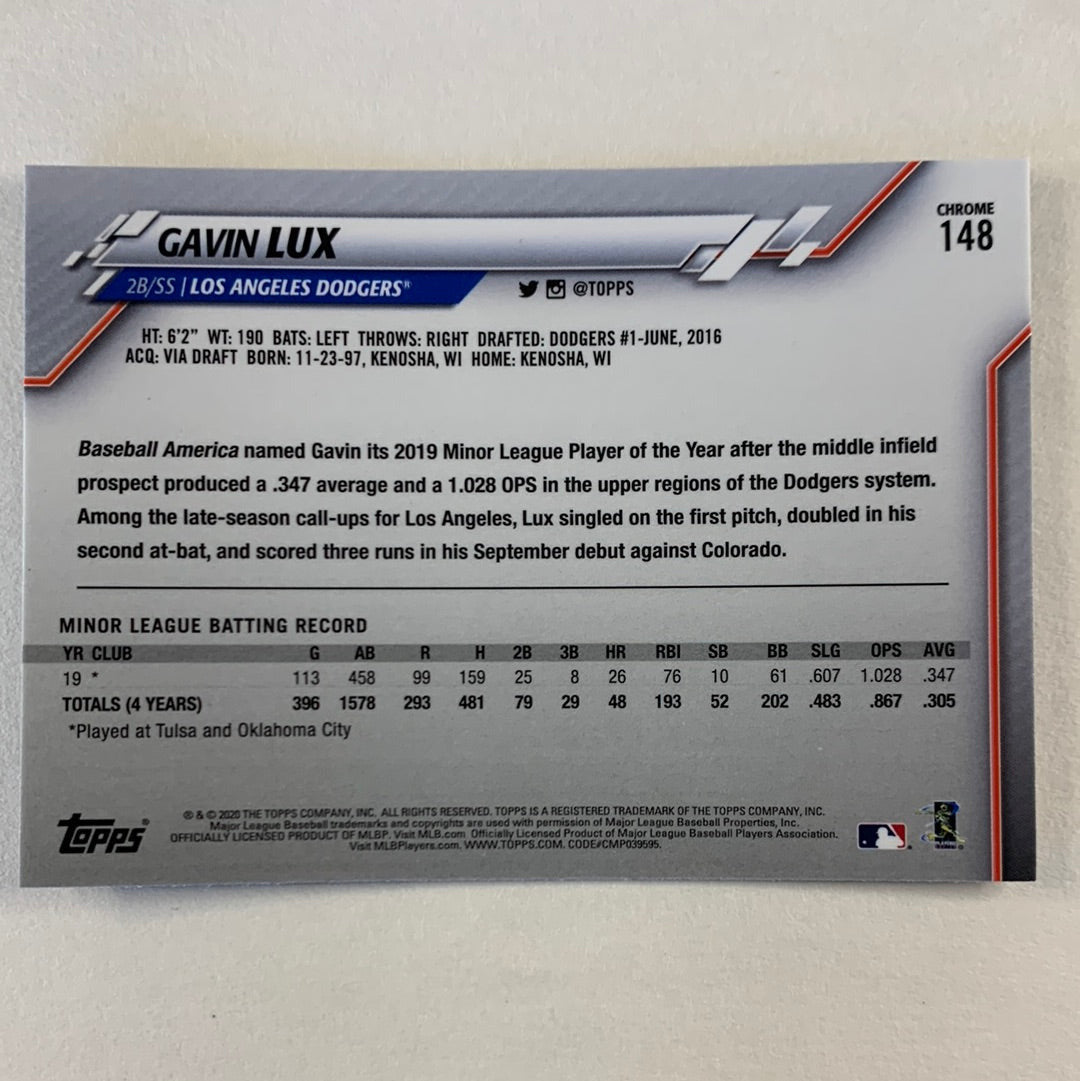 CHROME
148
GAVIN LUX
2B/SS | LOS ANGELES DODGERS® @TOPPS
HT: 6'2" WT: 190 BATS: LEFT THROWS: RIGHT DRAFTED: DODGERS #1-JUNE, 2016
ACQ: VIA DRAFT BORN: 11-23-97, KENOSHA, WI HOME: KENOSHA, WI
Baseball America named Gavin its 2019 Minor League Player of the Year after the middle infield
prospect produced a .347 average and a 1.028 OPS in the upper regions of the Dodgers system.
Among the late-season call-ups for Los Angeles, Lux singled on the first pitch, doubled in his
second at-bat, and scored three runs in his September debut against Colorado.
MINOR LEAGUE BATTING RECORD
YR CLUB G AB R H 2B 3B HR RBI SB BB SLG OPS AVG
19 * 113 458 99 159 25 8 26 76 10 61 .607 1.028 .347
TOTALS (4 YEARS) 396 1578 293 481 79 29 48 193 52 202 .483 .867 .305
*Played at Tulsa and Oklahoma City
Topps®
® & © 2020 THE TOPPS COMPANY, INC. ALL RIGHTS RESERVED. TOPPS IS A REGISTERED TRADEMARK OF THE TOPPS COMPANY, INC.
Major League Baseball trademarks and copyrights are used with permission of Major League Baseball Properties, Inc.
OFFICIALLY LICENSED PRODUCT OF MLBP. Visit MLB.com Officially Licensed Product of Major League Baseball Players Association.
Visit MLBPlayers.com. WWW.TOPPS.COM. CODE#CMP039595.